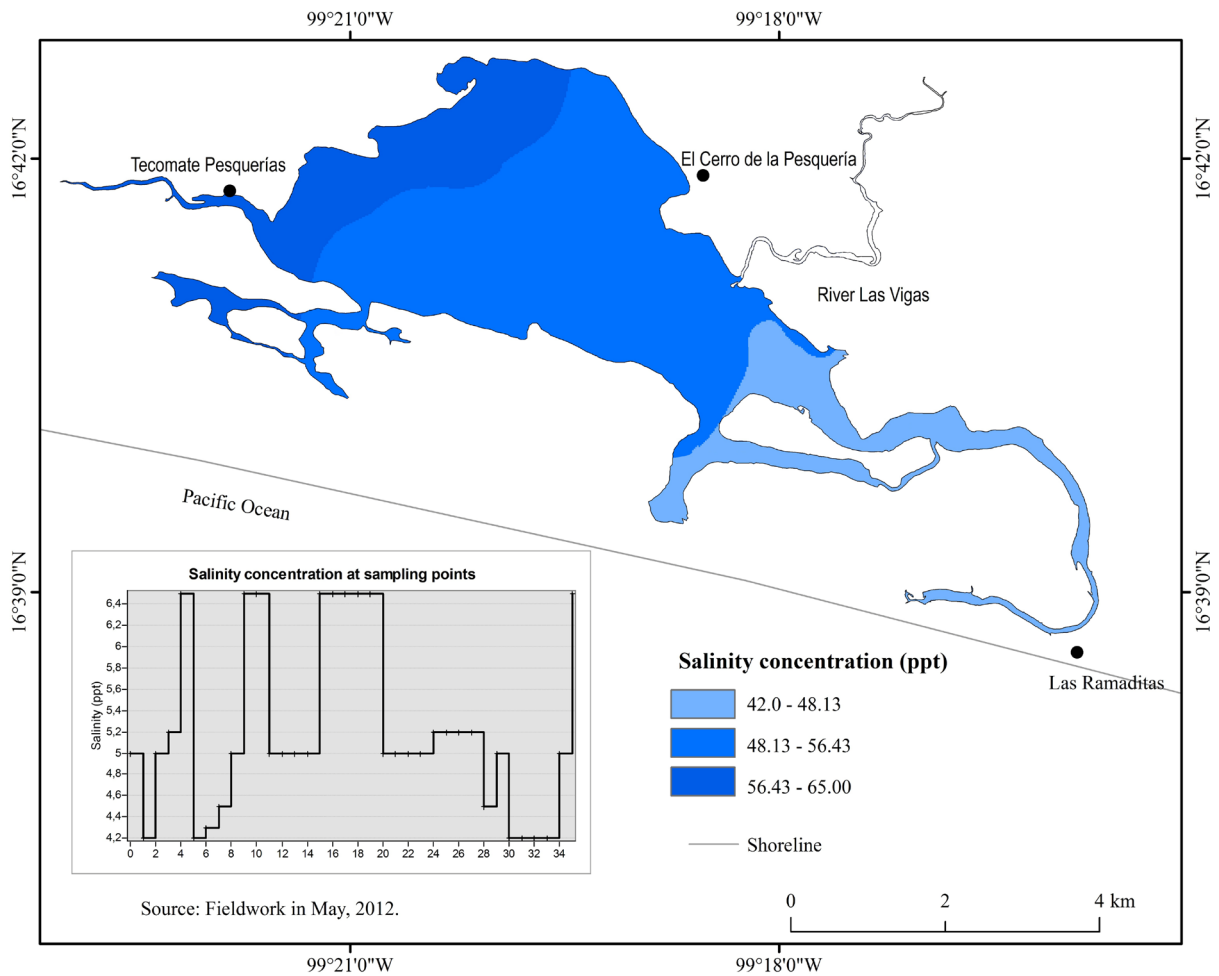 99°21'0"W
99°18'0"W
16°42'0"N
16°42'0"N
Tecomate Pesquerías
El Cerro de la Pesquería
River Las Vigas
Pacific Ocean
16°39'0"N
16°39'0"N
Salinity concentration at sampling points
Salinity (ppt)
6,4
6,2
6
5,8
5,6
5,4
5,2
5
4,8
4,6
4,4
4,2
0 2 4 6 8 10 12 14 16 18 20 22 24 26 28 30 32 34
Las Ramaditas
Salinity concentration (ppt)
42.0 - 48.13
48.13 - 56.43
56.43 - 65.00
Shoreline
Source: Fieldwork in May, 2012.
0 2 4 km
99°21'0"W
99°18'0"W